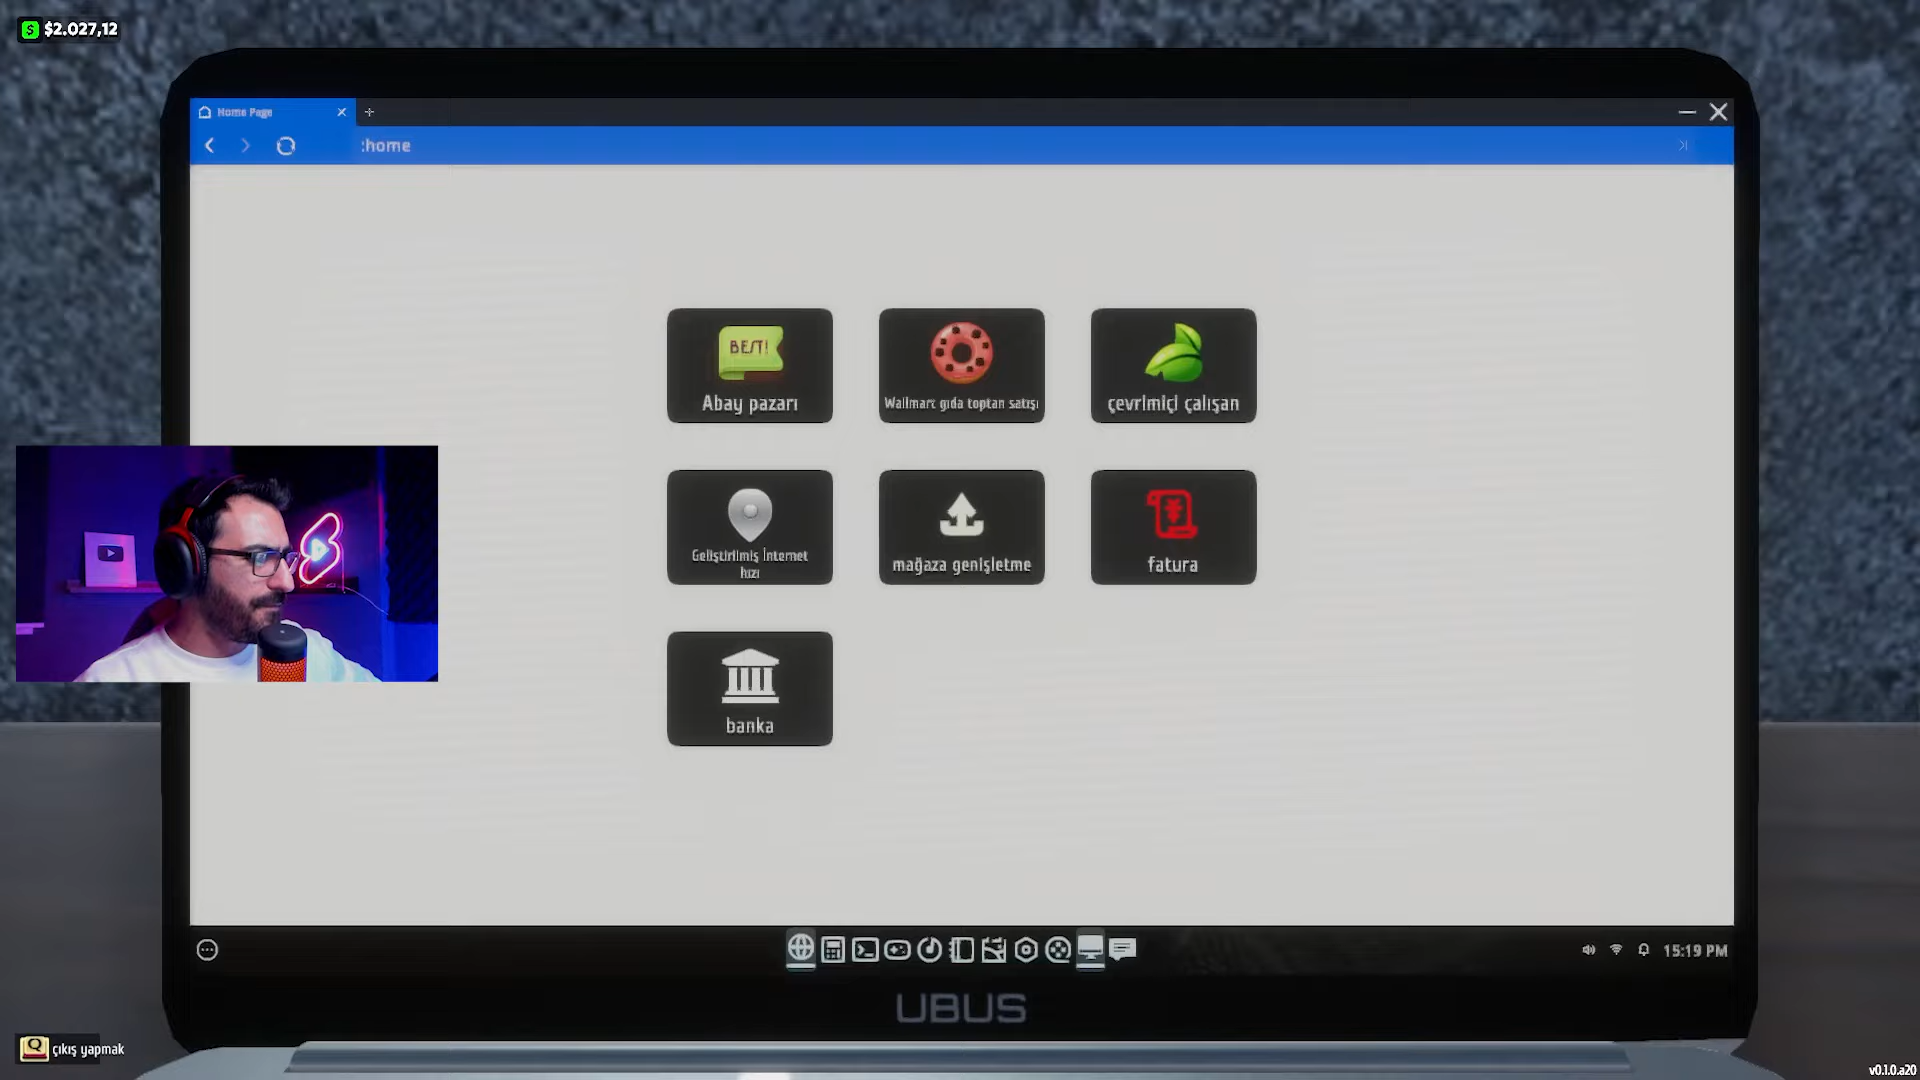 $2.027,12
Home Page
:home
BEST!
Abay pazarı
Wallmart gıda toptan satışı
çevrimiçi çalışan
Geliştirilmiş İnternet
hızı
mağaza genişletme
fatura
banka
15:19 PM
UBUS
Q çıkış yapmak
v0.1.0.a20